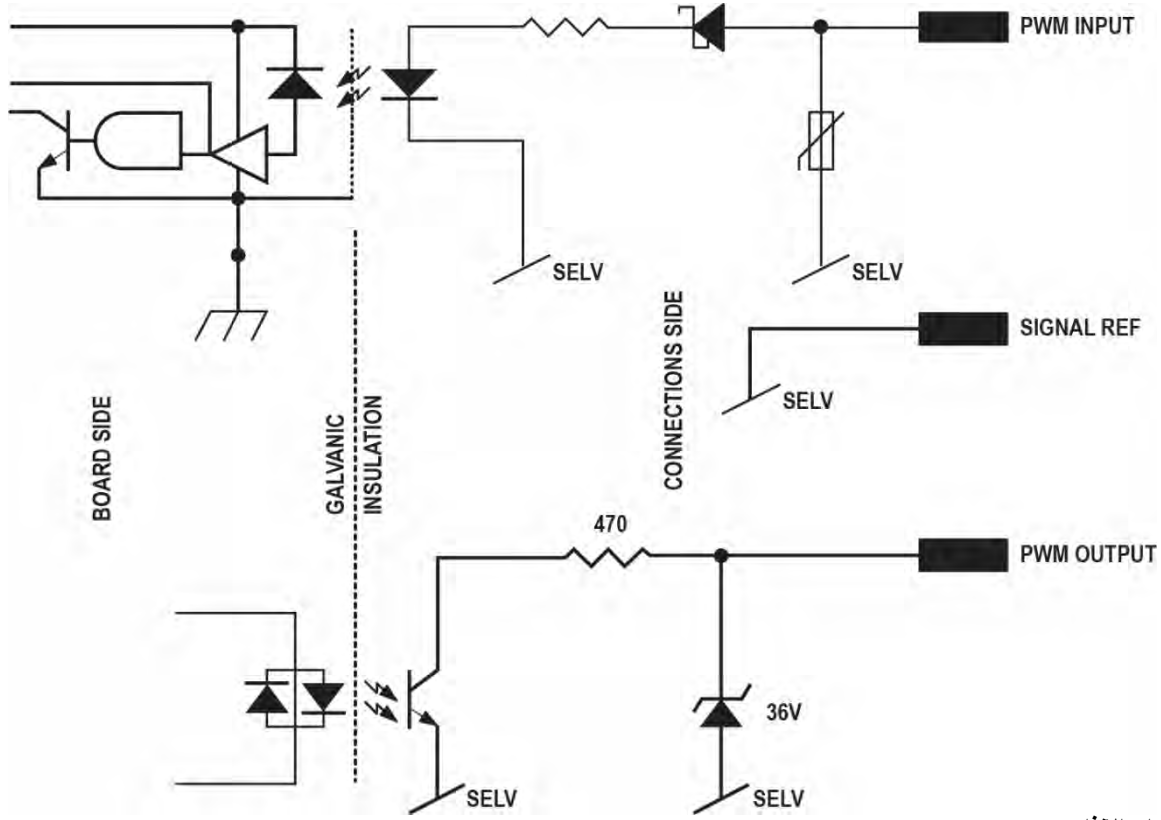 PWM INPUT
SELV
SELV
SIGNAL REF
SELV
BOARD SIDE
GALVANIC
INSULATION
CONNECTIONS SIDE
470
PWM OUTPUT
36V
SELV
SELV